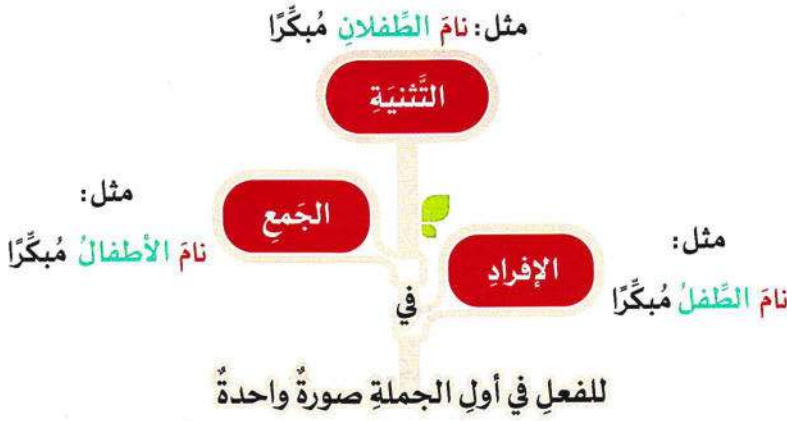 مثل: نامَ الطِّفلانِ مُبكِّرًا
التَّثنيَةِ
مثل:
الجَمعِ
نامَ الأطفالُ مُبكِّرًا
مثل:
الإفرادِ
نامَ الطِّفلُ مُبكِّرًا
في
للفعلِ في أولِ الجملةِ صورةٌ واحدةٌ